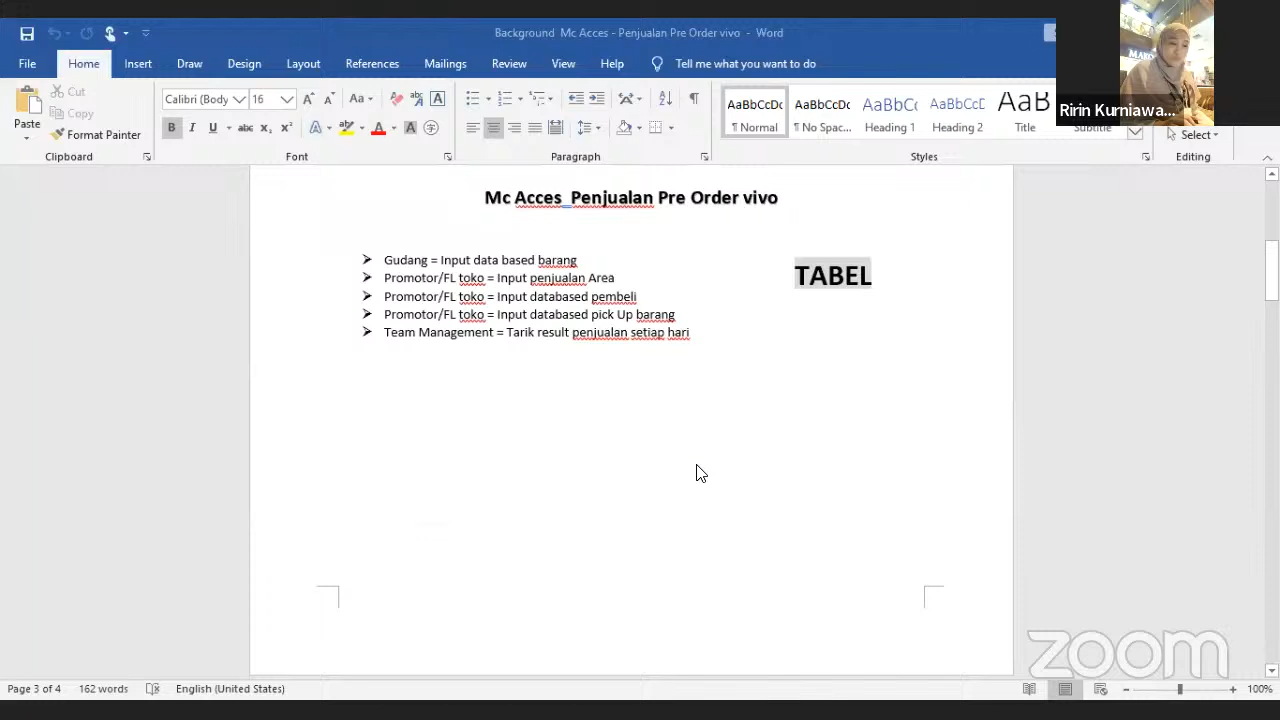 Background Mc Acces - Penjualan Pre Order vivo - Word
File Home Insert Draw Design Layout References Mailings Review View Help Tell me what you want to do
Ririn Kurniawa...
Paste
Cut
Copy
Format Painter
Clipboard
Calibri (Body 16
Font
Paragraph
AaBbCcDc AaBbCcDc AaBbCc AaBbCcD AaB
¶ Normal ¶ No Spac... Heading 1 Heading 2 Title Subtitle
Styles
Select
Editing
Mc Acces Penjualan Pre Order vivo
Gudang = Input data based barang
Promotor/FL toko = Input penjualan Area
Promotor/FL toko = Input databased pembeli
Promotor/FL toko = Input databased pick Up barang
Team Management = Tarik result penjualan setiap hari
TABEL
zoom
Page 3 of 4 162 words English (United States) 100%